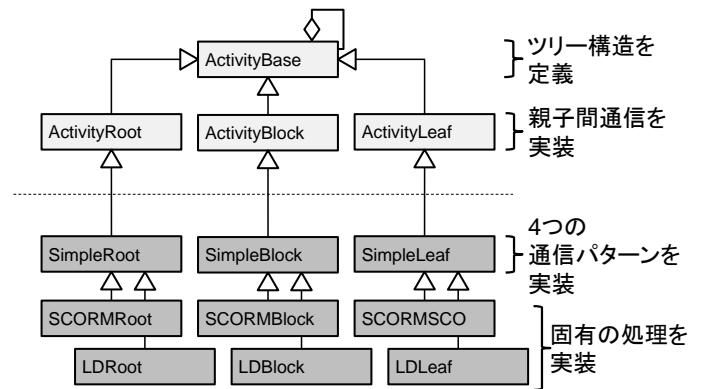 ActivityBase
ツリー構造を
定義
ActivityRoot
ActivityBlock
ActivityLeaf
親子間通信を
実装
SimpleRoot
SimpleBlock
SimpleLeaf
4つの
通信パターンを
実装
SCORMRoot
SCORMBlock
SCORMSCO
LDRoot
LDBlock
LDLeaf
固有の処理を
実装